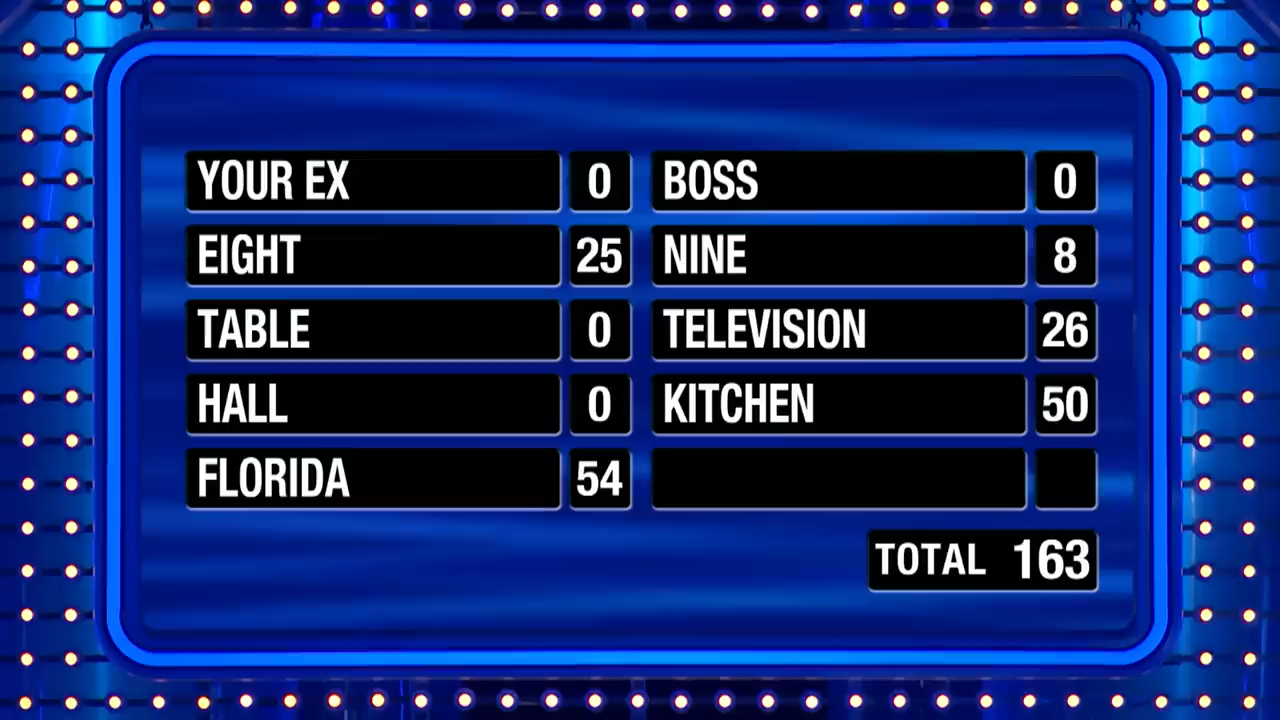 YOUR EX 0 BOSS 0
EIGHT 25 NINE 8
TABLE 0 TELEVISION 26
HALL 0 KITCHEN 50
FLORIDA 54
TOTAL 163